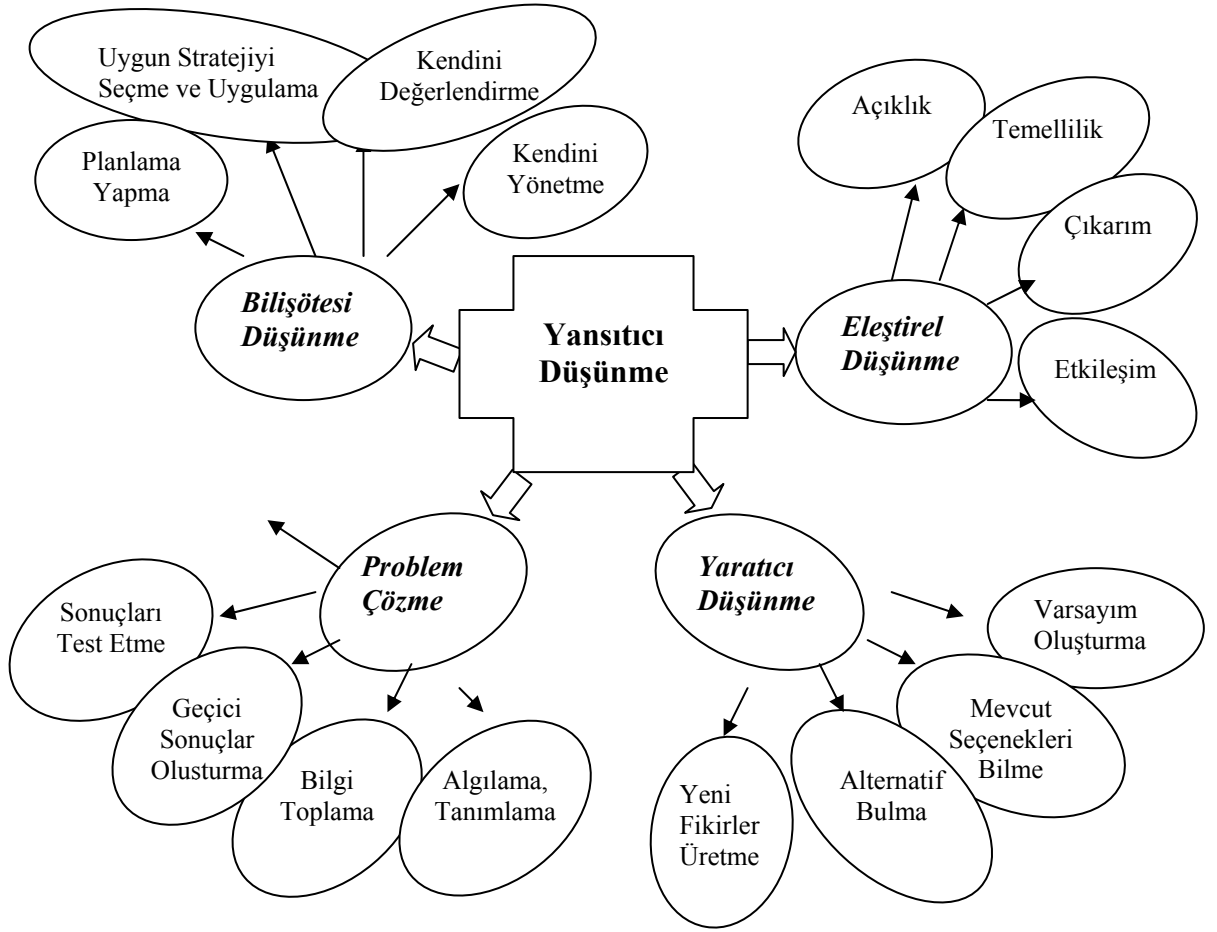 Uygun Stratejiyi
Seçme ve Uygulama
Kendini
Değerlendirme
Planlama
Yapma
Kendini
Yönetme
Açıklık
Temellilik
Çıkarım
Etkileşim
Bilişötesi
Düşünme
Yansıtıcı
Düşünme
Eleştirel
Düşünme
Problem
Çözme
Yaratıcı
Düşünme
Sonuçları
Test Etme
Geçici
Sonuçlar
Olusturma
Bilgi
Toplama
Algılama,
Tanımlama
Yeni
Fikirler
Üretme
Alternatif
Bulma
Mevcut
Seçenekleri
Bilme
Varsayım
Oluşturma